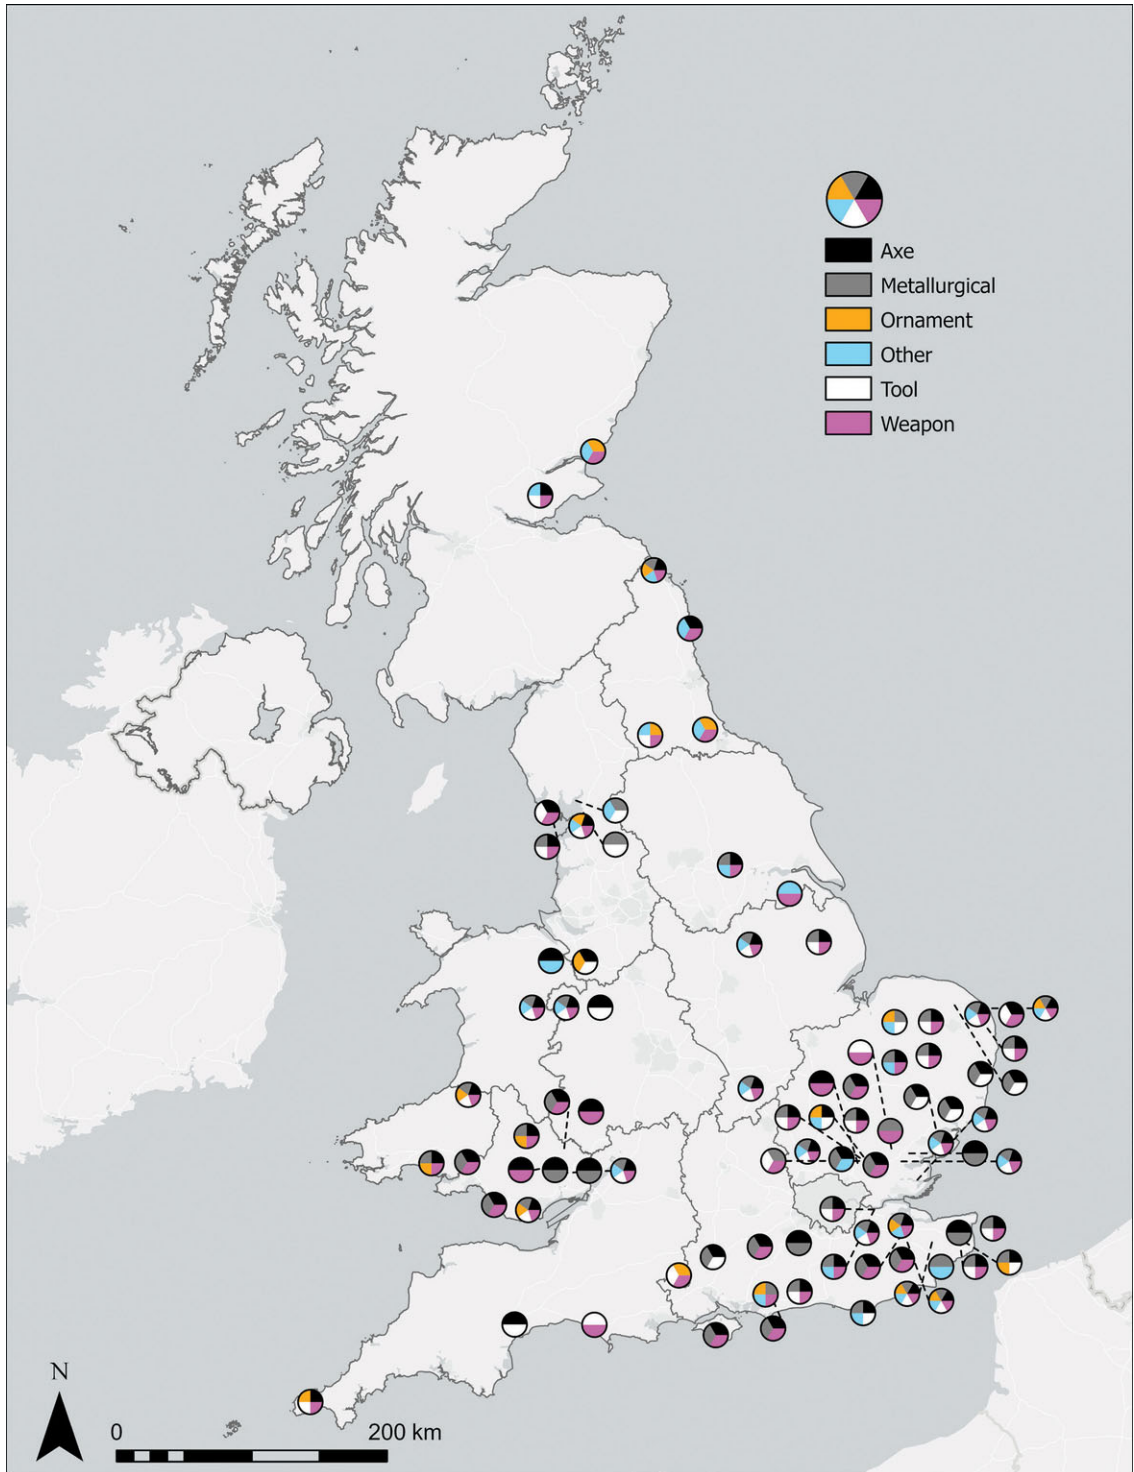 Axe
Metallurgical
Ornament
Other
Tool
Weapon
N
0 200 km